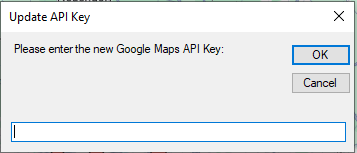 Update API Key
Please enter the new Google Maps API Key:
OK
Cancel